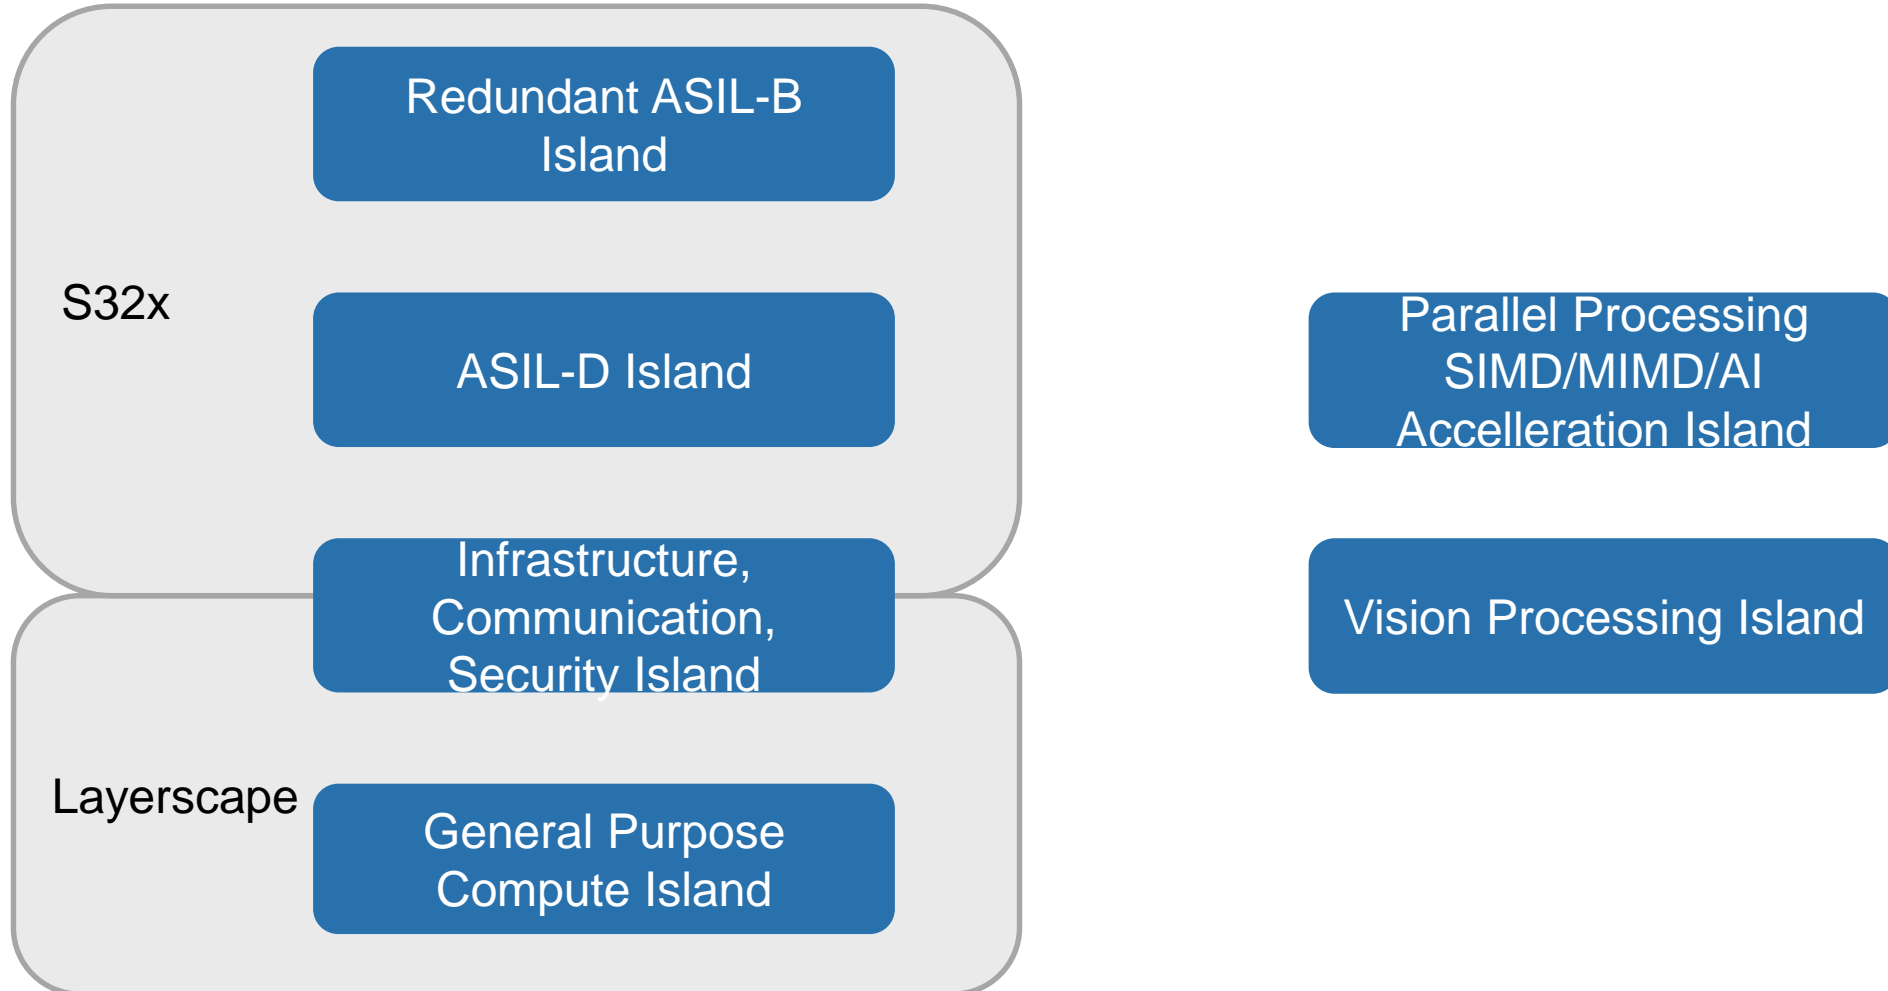 Redundant ASIL-B
Island
S32x
ASIL-D Island
Parallel Processing
SIMD/MIMD/AI
Accelleration Island
Infrastructure,
Communication,
Security Island
Vision Processing Island
Layerscape
General Purpose
Compute Island